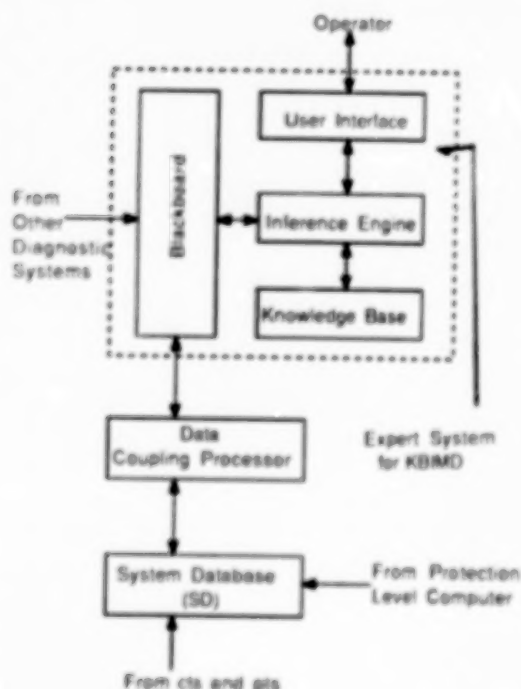 Operator
User Interface
Blackboard
From
Other
Diagnostic
Systems
Inference Engine
Knowledge Base
Data
Coupling Processor
Expert System
for KBIMD
System Database
(SD)
From Protection
Level Computer
From cts and pts